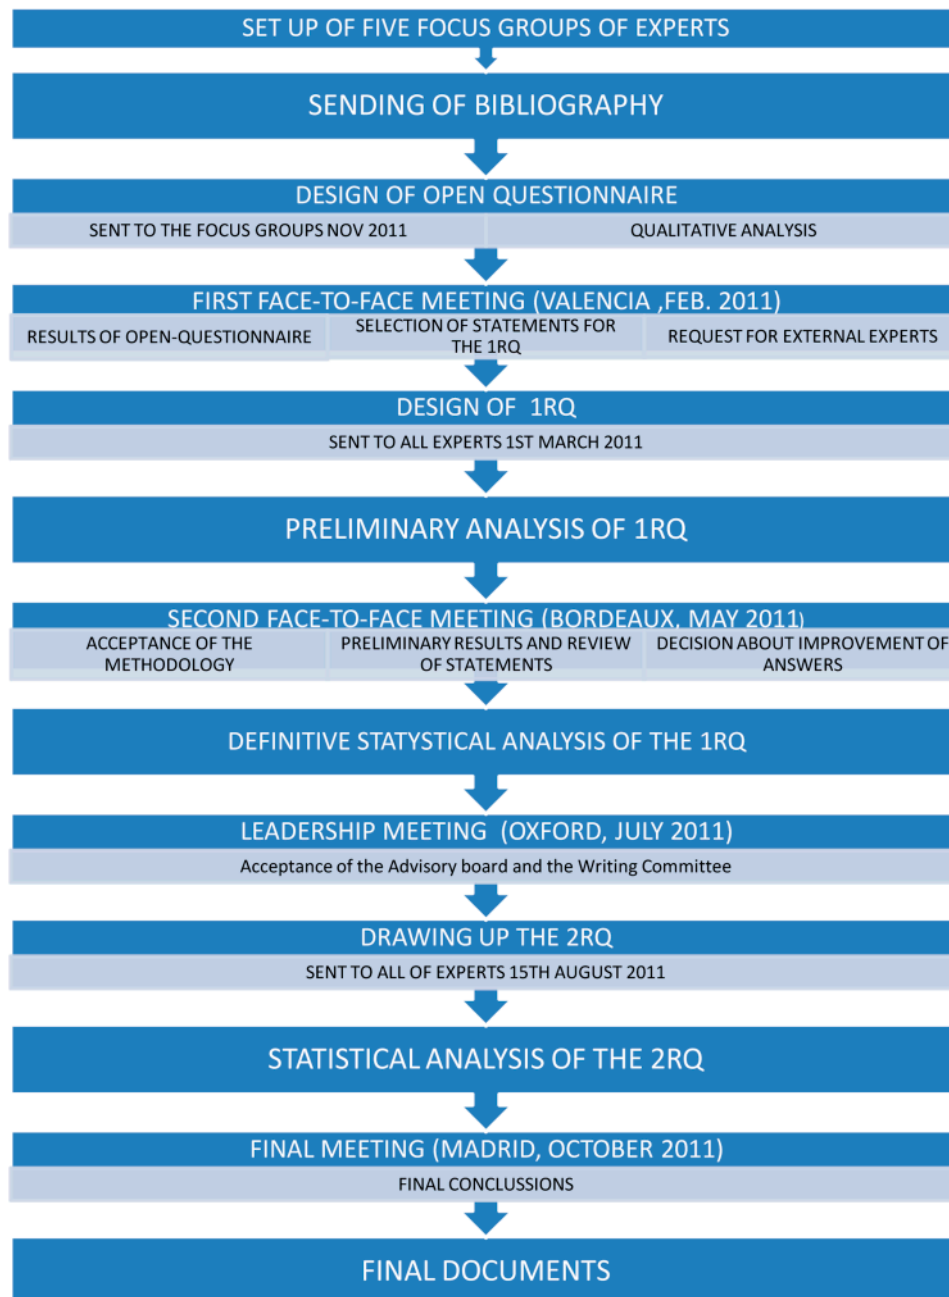 SET UP OF FIVE FOCUS GROUPS OF EXPERTS
SENDING OF BIBLIOGRAPHY
DESIGN OF OPEN QUESTIONNAIRE
SENT TO THE FOCUS GROUPS NOV 2011
QUALITATIVE ANALYSIS
FIRST FACE-TO-FACE MEETING (VALENCIA ,FEB. 2011)
RESULTS OF OPEN-QUESTIONNAIRE
SELECTION OF STATEMENTS FOR
THE 1RQ
REQUEST FOR EXTERNAL EXPERTS
DESIGN OF 1RQ
SENT TO ALL EXPERTS 1ST MARCH 2011
PRELIMINARY ANALYSIS OF 1RQ
SECOND FACE-TO-FACE MEETING (BORDEAUX, MAY 2011)
ACCEPTANCE OF THE
METHODOLOGY
PRELIMINARY RESULTS AND REVIEW
OF STATEMENTS
DECISION ABOUT IMPROVEMENT OF
ANSWERS
DEFINITIVE STATYSTICAL ANALYSIS OF THE 1RQ
LEADERSHIP MEETING (OXFORD, JULY 2011)
Acceptance of the Advisory board and the Writing Committee
DRAWING UP THE 2RQ
SENT TO ALL OF EXPERTS 15TH AUGUST 2011
STATISTICAL ANALYSIS OF THE 2RQ
FINAL MEETING (MADRID, OCTOBER 2011)
FINAL CONCLUSSIONS
FINAL DOCUMENTS